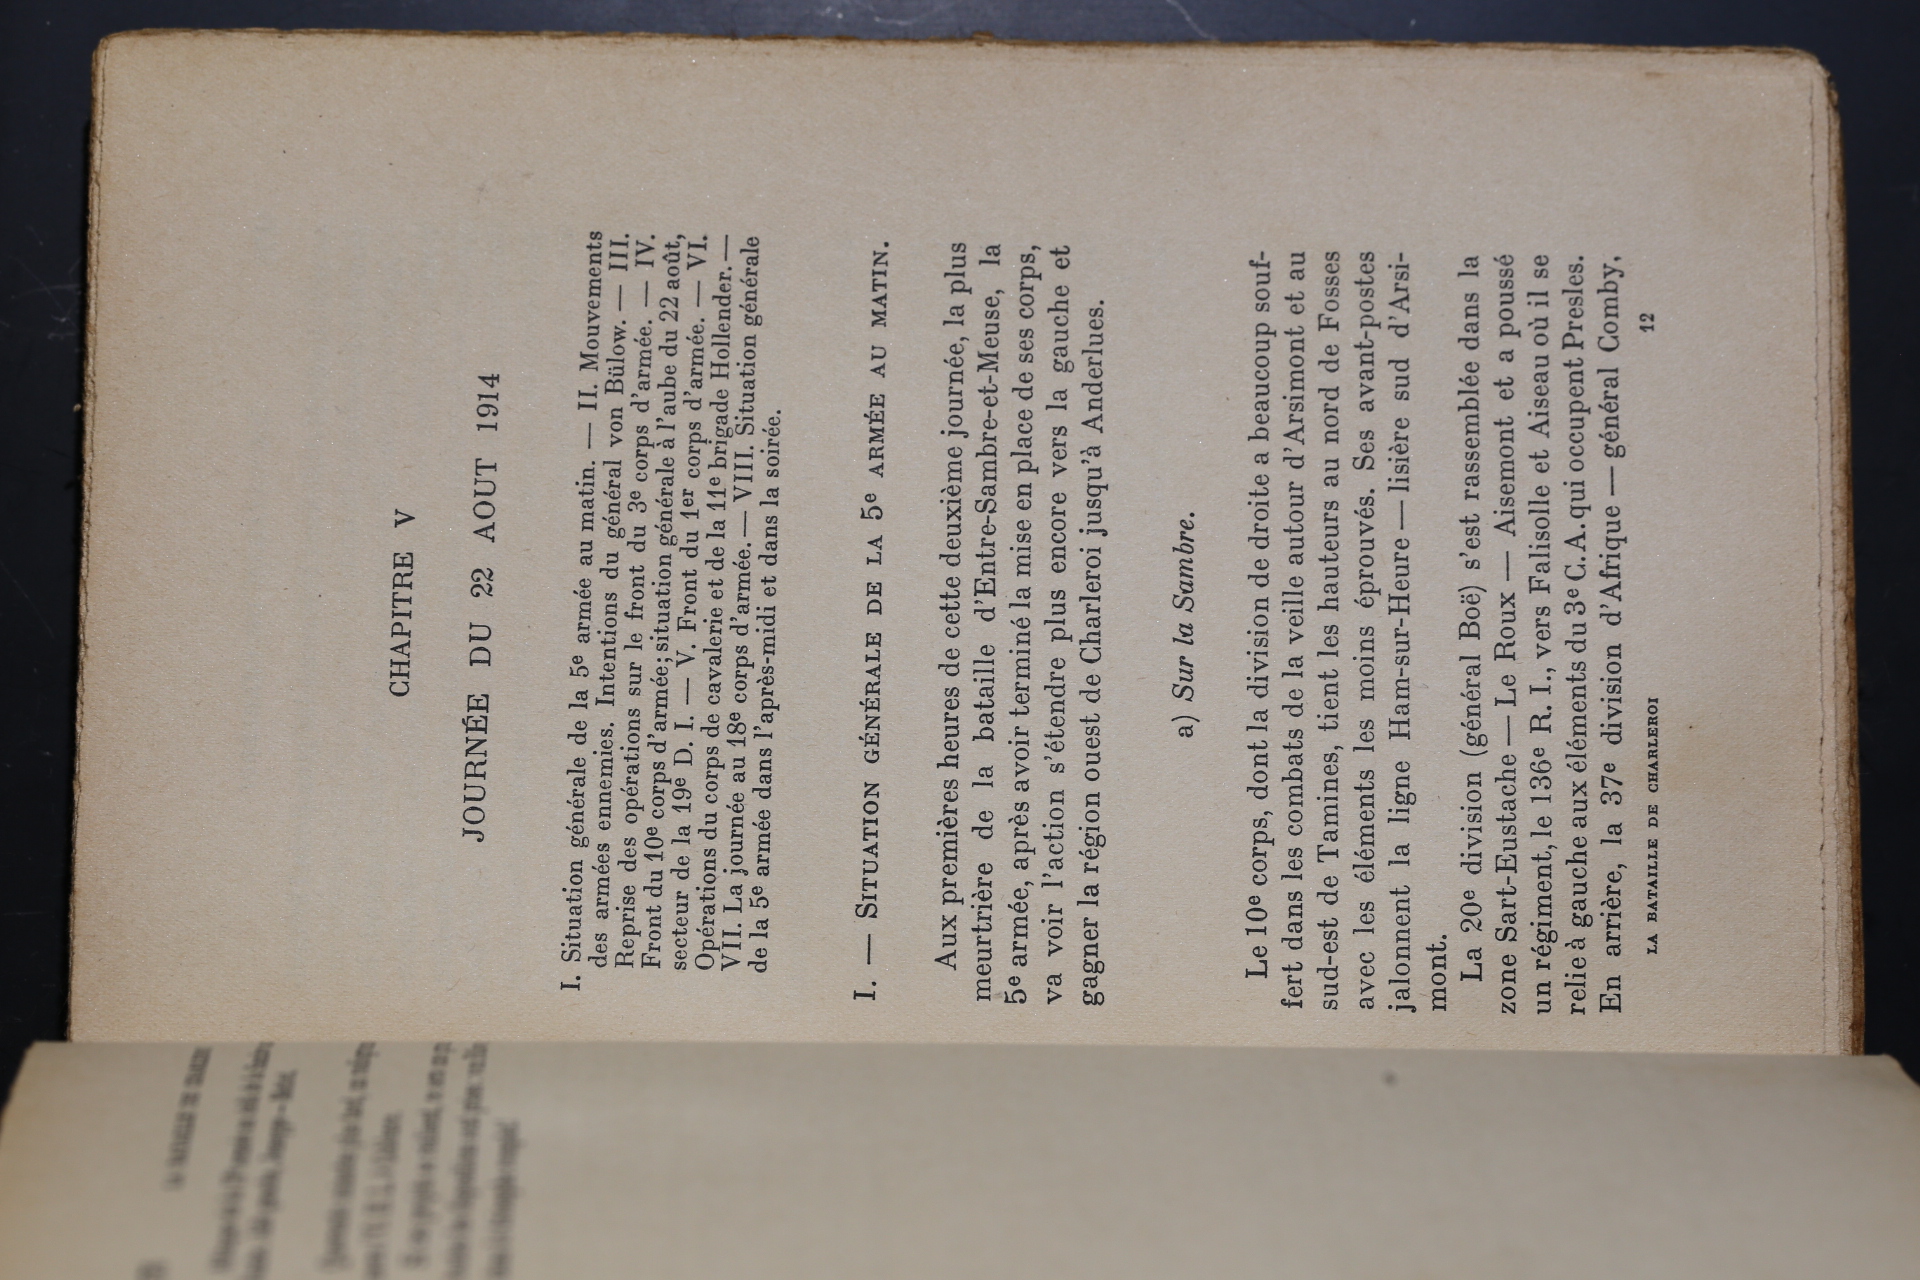 CHAPITRE V
JOURNÉE DU 22 AOUT 1914
I. Situation générale de la 5e armée au matin. — II. Mouvements
des armées ennemies. Intentions du général von Bülow. — III.
Reprise des opérations sur le front du 3e corps d'armée. — IV.
Front du 10e corps d'armée; situation générale à l'aube du 22 août,
secteur de la 19e D. I. — V. Front du 1er corps d'armée. — VI.
Opérations du corps de cavalerie et de la 11e brigade Hollender. —
VII. La journée au 18e corps d'armée. — VIII. Situation générale
de la 5e armée dans l'après-midi et dans la soirée.
I. — SITUATION GÉNÉRALE DE LA 5e ARMÉE AU MATIN.
Aux premières heures de cette deuxième journée, la plus
meurtrière de la bataille d'Entre-Sambre-et-Meuse, la
5e armée, après avoir terminé la mise en place de ses corps,
va voir l'action s'étendre plus encore vers la gauche et
gagner la région ouest de Charleroi jusqu'à Anderlues.
a) Sur la Sambre.
Le 10e corps, dont la division de droite a beaucoup souf-
fert dans les combats de la veille autour d'Arsimont et au
sud-est de Tamines, tient les hauteurs au nord de Fosses
avec les éléments les moins éprouvés. Ses avant-postes
jalonnent la ligne Ham-sur-Heure — lisière sud d'Arsi-
mont.
La 20e division (général Boë) s'est rassemblée dans la
zone Sart-Eustache — Le Roux — Aisemont et a poussé
un régiment, le 136e R. I., vers Falisolle et Aiseau où il se
relie à gauche aux éléments du 3e C. A. qui occupent Presles.
En arrière, la 37e division d'Afrique — général Comby,
LA BATAILLE DE CHARLEROI 12